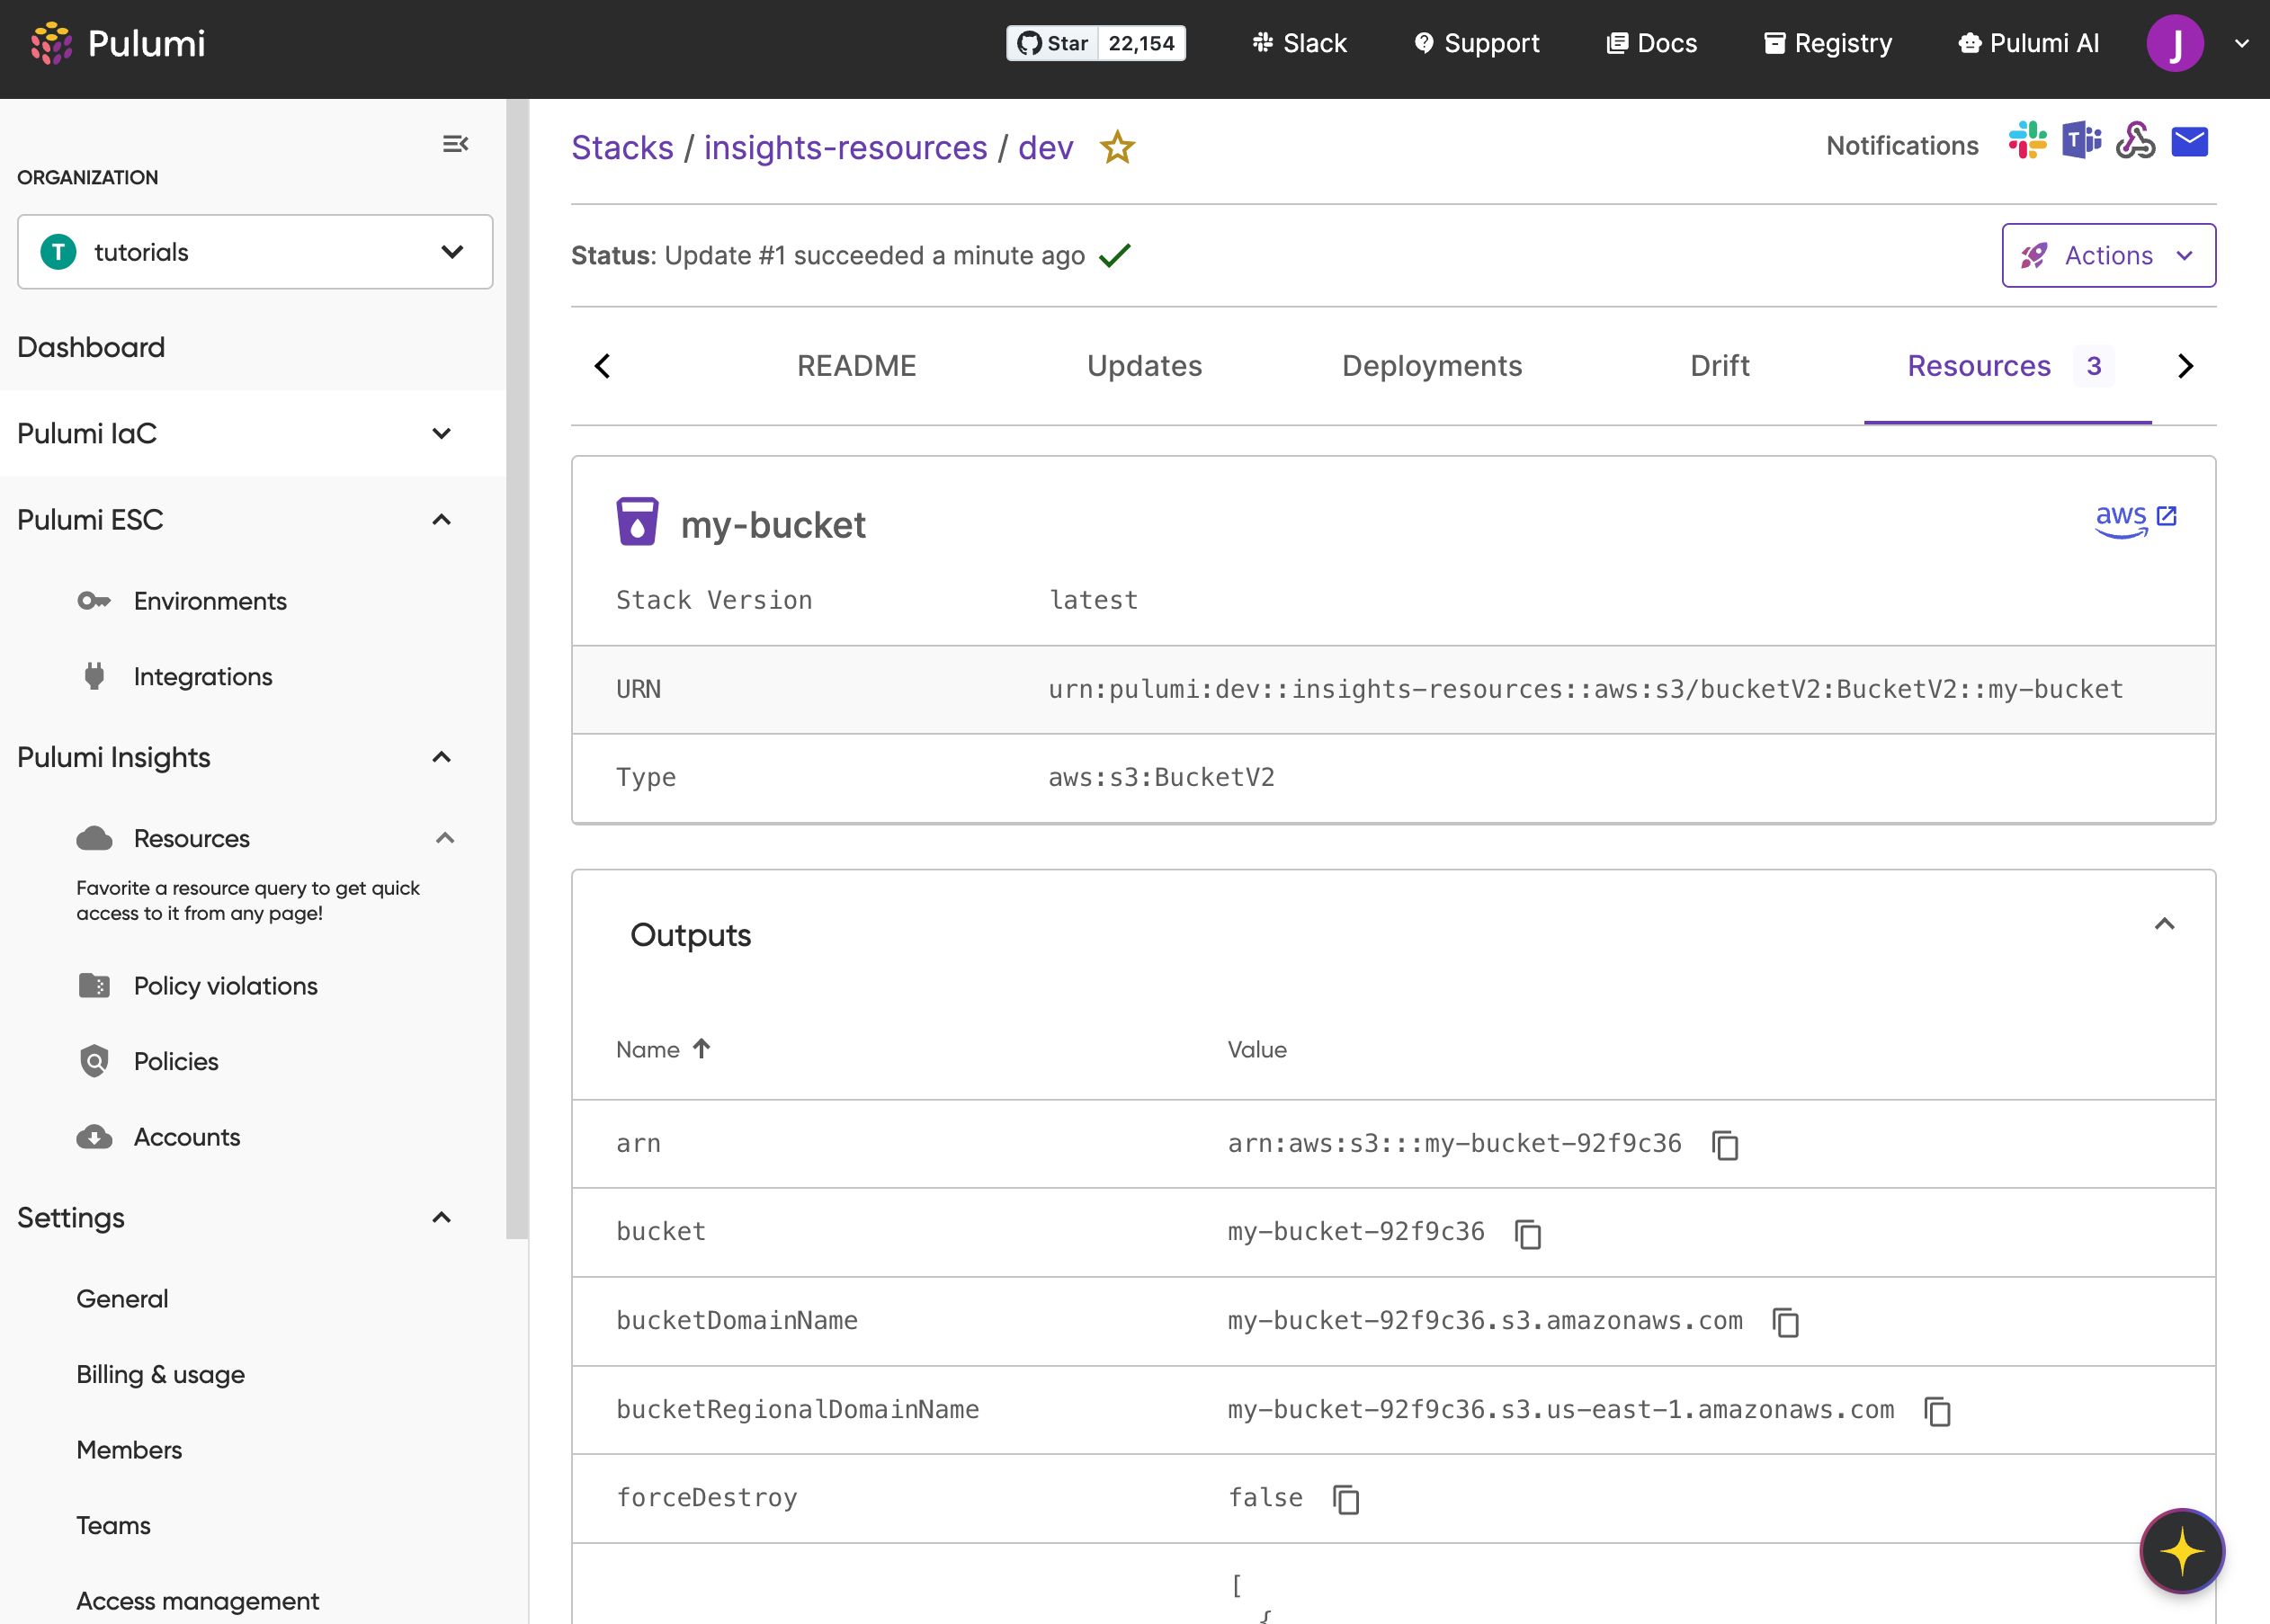 Pulumi
Star 22,154
Slack
Support
Docs
Registry
Pulumi AI
J
ORGANIZATION
T tutorials
Dashboard
Pulumi IaC
Pulumi ESC
Environments
Integrations
Pulumi Insights
Resources
Favorite a resource query to get quick
access to it from any page!
Policy violations
Policies
Accounts
Settings
General
Billing & usage
Members
Teams
Access management
Stacks / insights-resources / dev
Notifications
Status: Update #1 succeeded a minute ago
Actions
README
Updates
Deployments
Drift
Resources 3
my-bucket
aws
Stack Version latest
URN urn:pulumi:dev::insights-resources::aws:s3/bucketV2:BucketV2::my-bucket
Type aws:s3:BucketV2
Outputs
Name Value
arn arn:aws:s3:::my-bucket-92f9c36
bucket my-bucket-92f9c36
bucketDomainName my-bucket-92f9c36.s3.amazonaws.com
bucketRegionalDomainName my-bucket-92f9c36.s3.us-east-1.amazonaws.com
forceDestroy false
[
{